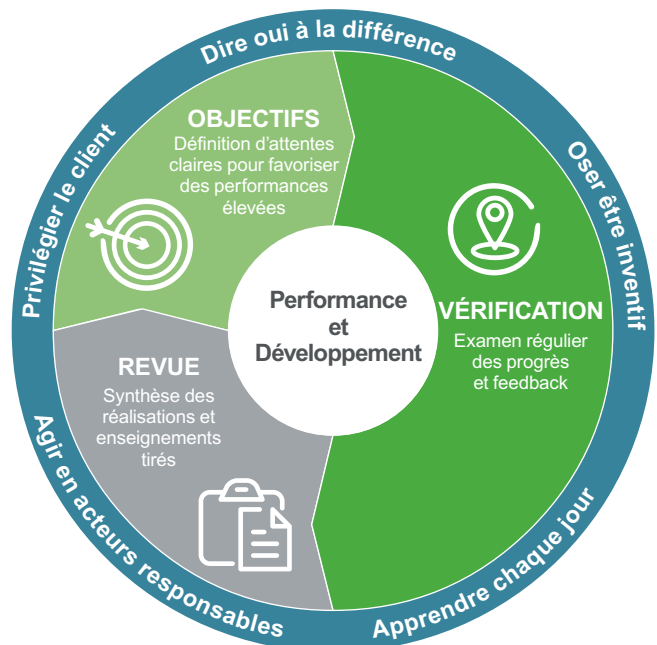 Dire oui à la différence
Oser être inventif
Apprendre chaque jour
Agir en acteurs responsables
Privilégier le client
OBJECTIFS
Définition d'attentes
claires pour favoriser
des performances
élevées
VÉRIFICATION
Examen régulier
des progrès
et feedback
REVUE
Synthèse des
réalisations et
enseignements
tirés
Performance
et
Développement